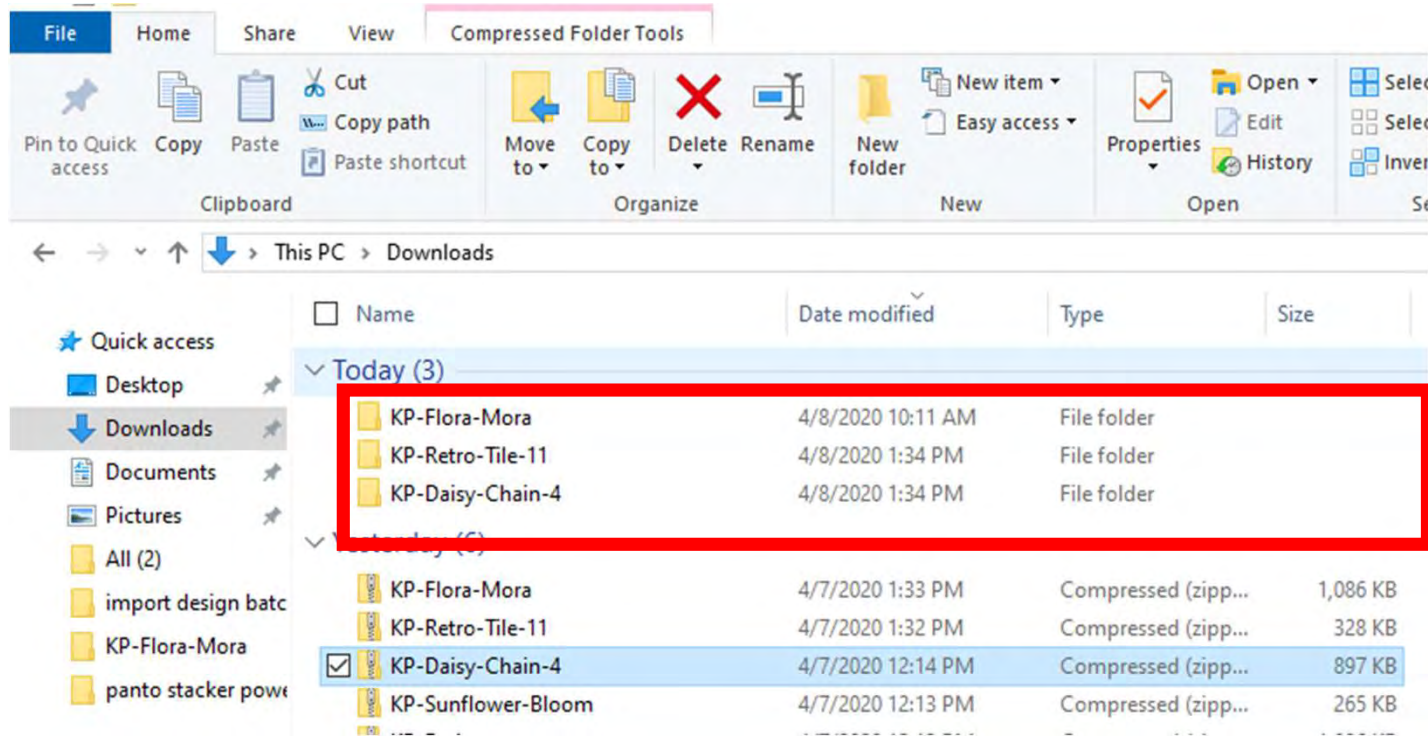 File Home Share View Compressed Folder Tools
Pin to Quick access
Copy
Paste
Cut
Copy path
Paste shortcut
Clipboard
Move to
Copy to
Delete
Rename
Organize
New folder
New item
Easy access
New
Properties
Open
Edit
History
Open
This PC > Downloads
Name Date modified Type Size
Quick access
Desktop
Downloads
Documents
Pictures
All (2)
import design batc
KP-Flora-Mora
panto stacker powe
Today (3)
KP-Flora-Mora 4/8/2020 10:11 AM File folder
KP-Retro-Tile-11 4/8/2020 1:34 PM File folder
KP-Daisy-Chain-4 4/8/2020 1:34 PM File folder
Yesterday (6)
KP-Flora-Mora 4/7/2020 1:33 PM Compressed (zipp... 1,086 KB
KP-Retro-Tile-11 4/7/2020 1:32 PM Compressed (zipp... 328 KB
KP-Daisy-Chain-4 4/7/2020 12:14 PM Compressed (zipp... 897 KB
KP-Sunflower-Bloom 4/7/2020 12:13 PM Compressed (zipp... 265 KB